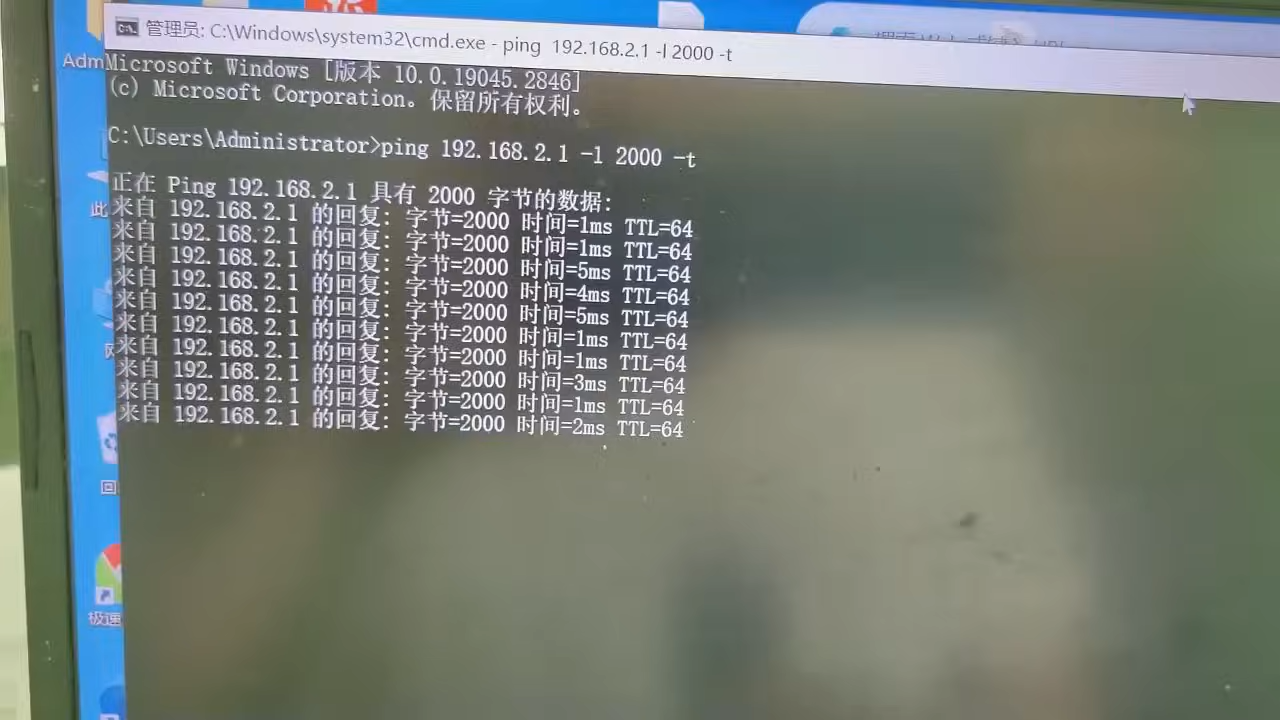 管理员: C:\Windows\system32\cmd.exe - ping 192.168.2.1 -l 2000 -t
Adm
Microsoft Windows [版本 10.0.19045.2846]
(c) Microsoft Corporation。保留所有权利。
C:\Users\Administrator>ping 192.168.2.1 -l 2000 -t
正在 Ping 192.168.2.1 具有 2000 字节的数据:
来自 192.168.2.1 的回复: 字节=2000 时间=1ms TTL=64
来自 192.168.2.1 的回复: 字节=2000 时间=1ms TTL=64
来自 192.168.2.1 的回复: 字节=2000 时间=5ms TTL=64
来自 192.168.2.1 的回复: 字节=2000 时间=4ms TTL=64
来自 192.168.2.1 的回复: 字节=2000 时间=5ms TTL=64
来自 192.168.2.1 的回复: 字节=2000 时间=1ms TTL=64
来自 192.168.2.1 的回复: 字节=2000 时间=1ms TTL=64
来自 192.168.2.1 的回复: 字节=2000 时间=3ms TTL=64
来自 192.168.2.1 的回复: 字节=2000 时间=1ms TTL=64
来自 192.168.2.1 的回复: 字节=2000 时间=2ms TTL=64
此
回
极速